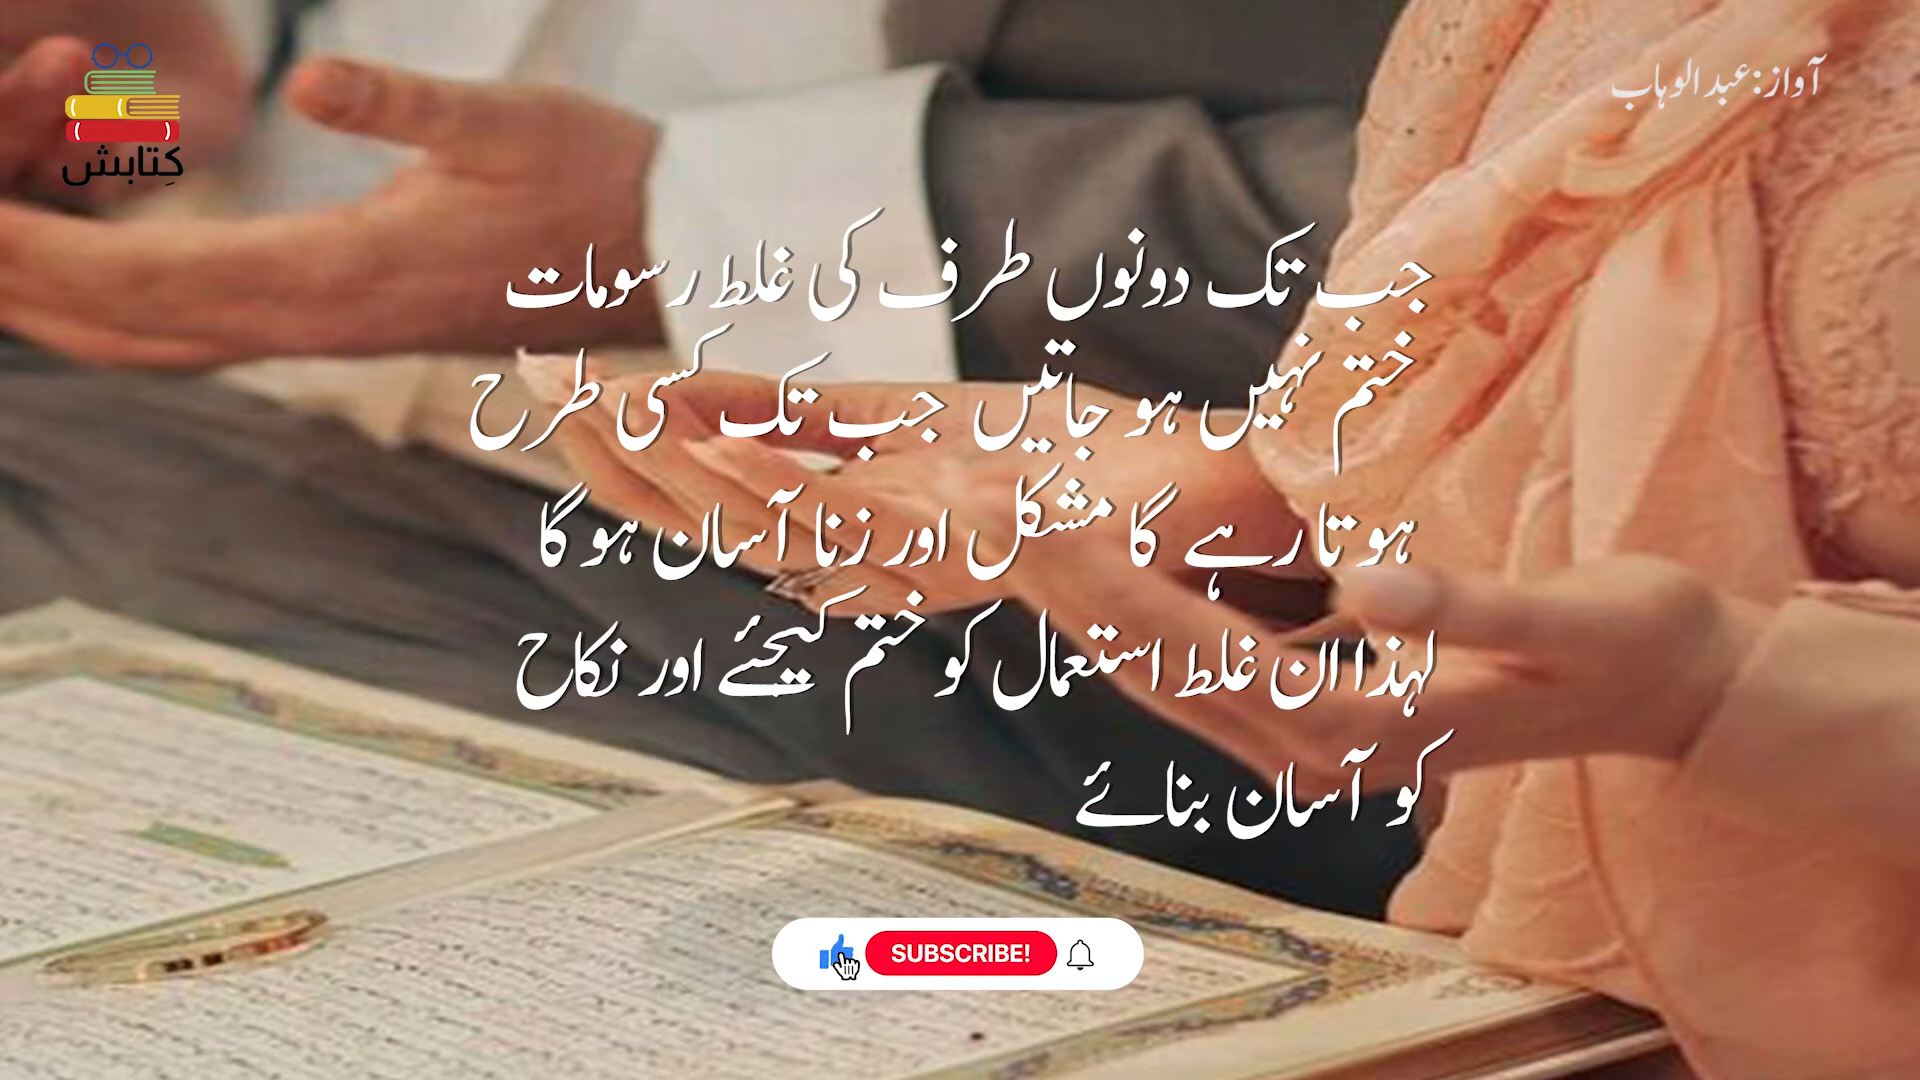 کِتابش
آواز: عبدالوہاب
جب تک دونوں طرف کی غلط رسومات
ختم نہیں ہو جاتیں جب تک کسی طرح
ہوتا رہے گا مشکل اور زنا آسان ہو گا
لہذا ان غلط استعمال کو ختم کیجئے اور نکاح
کو آسان بنائے
SUBSCRIBE!